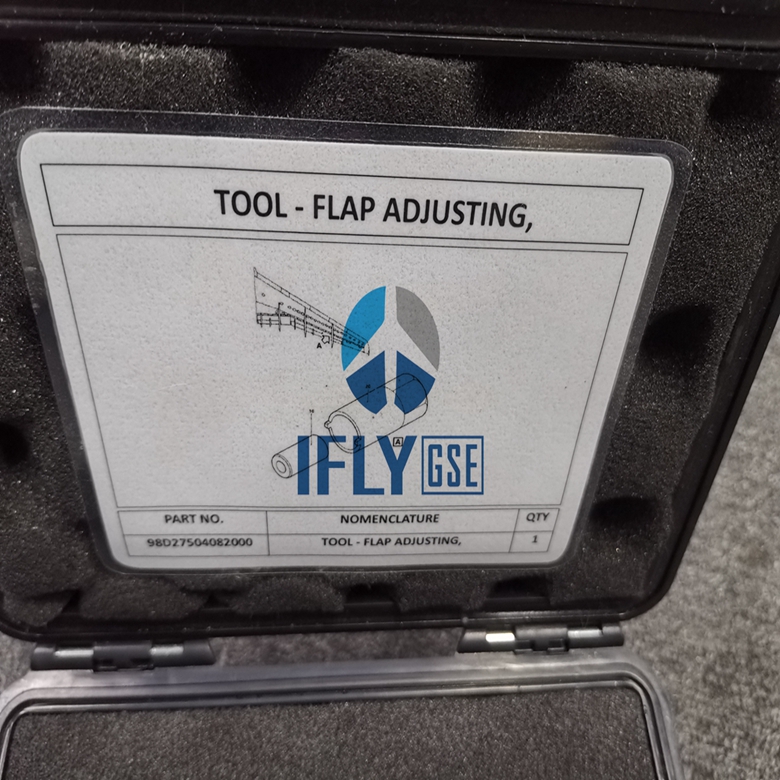 TOOL - FLAP ADJUSTING,
A
A
IFLY GSE
PART NO. NOMENCLATURE QTY
98D27504082000 TOOL - FLAP ADJUSTING, 1